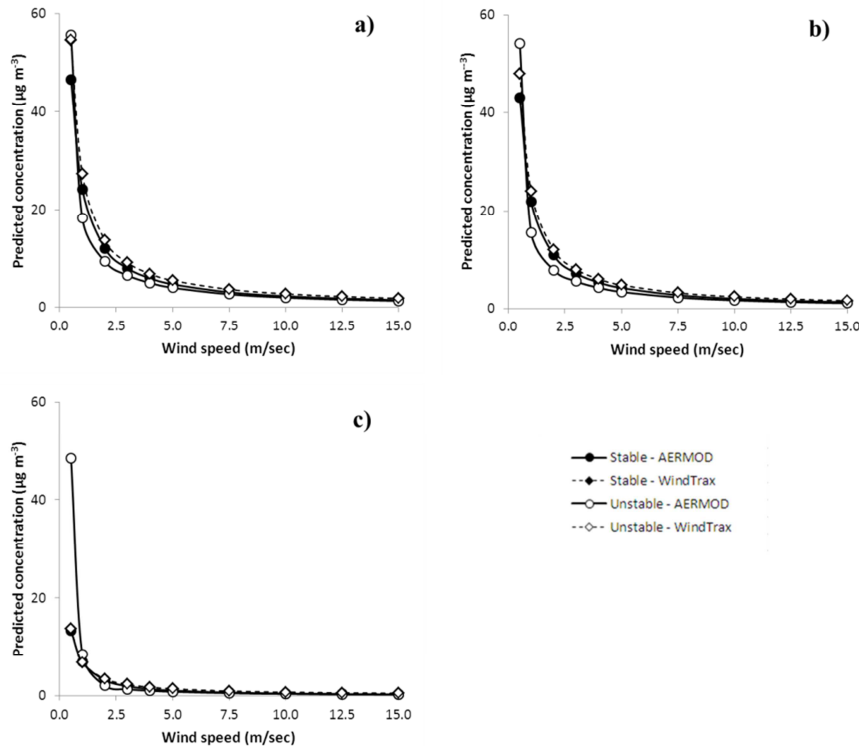 a)
60
40
20
0
Predicted concentration (µg m⁻³)
0.0 2.5 5.0 7.5 10.0 12.5 15.0
Wind speed (m/sec)
b)
60
40
20
0
Predicted concentration (µg m⁻³)
0.0 2.5 5.0 7.5 10.0 12.5 15.0
Wind speed (m/sec)
c)
60
40
20
0
Predicted concentration (µg m⁻³)
0.0 2.5 5.0 7.5 10.0 12.5 15.0
Wind speed (m/sec)
Stable - AERMOD
Stable - WindTrax
Unstable - AERMOD
Unstable - WindTrax